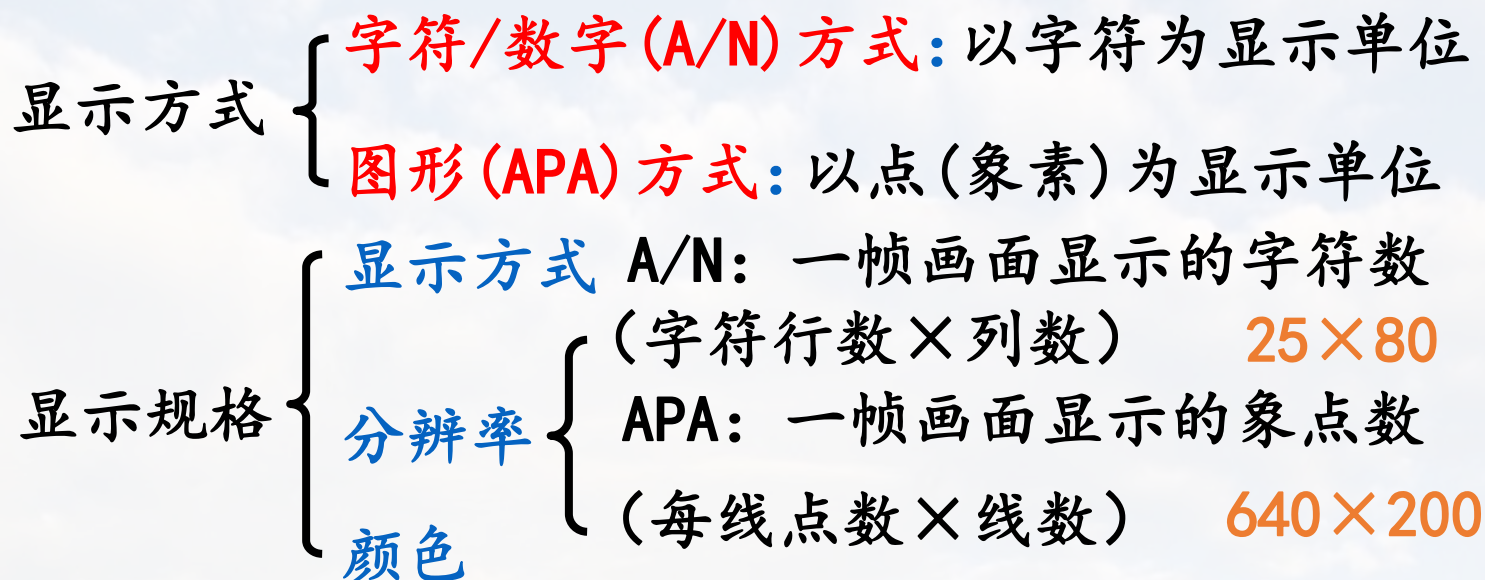 显示方式
字符/数字(A/N)方式:以字符为显示单位
图形(APA)方式:以点(象素)为显示单位
显示规格
显示方式
分辨率
A/N: 一帧画面显示的字符数
(字符行数×列数) 25×80
APA: 一帧画面显示的象点数
(每线点数×线数) 640×200
颜色